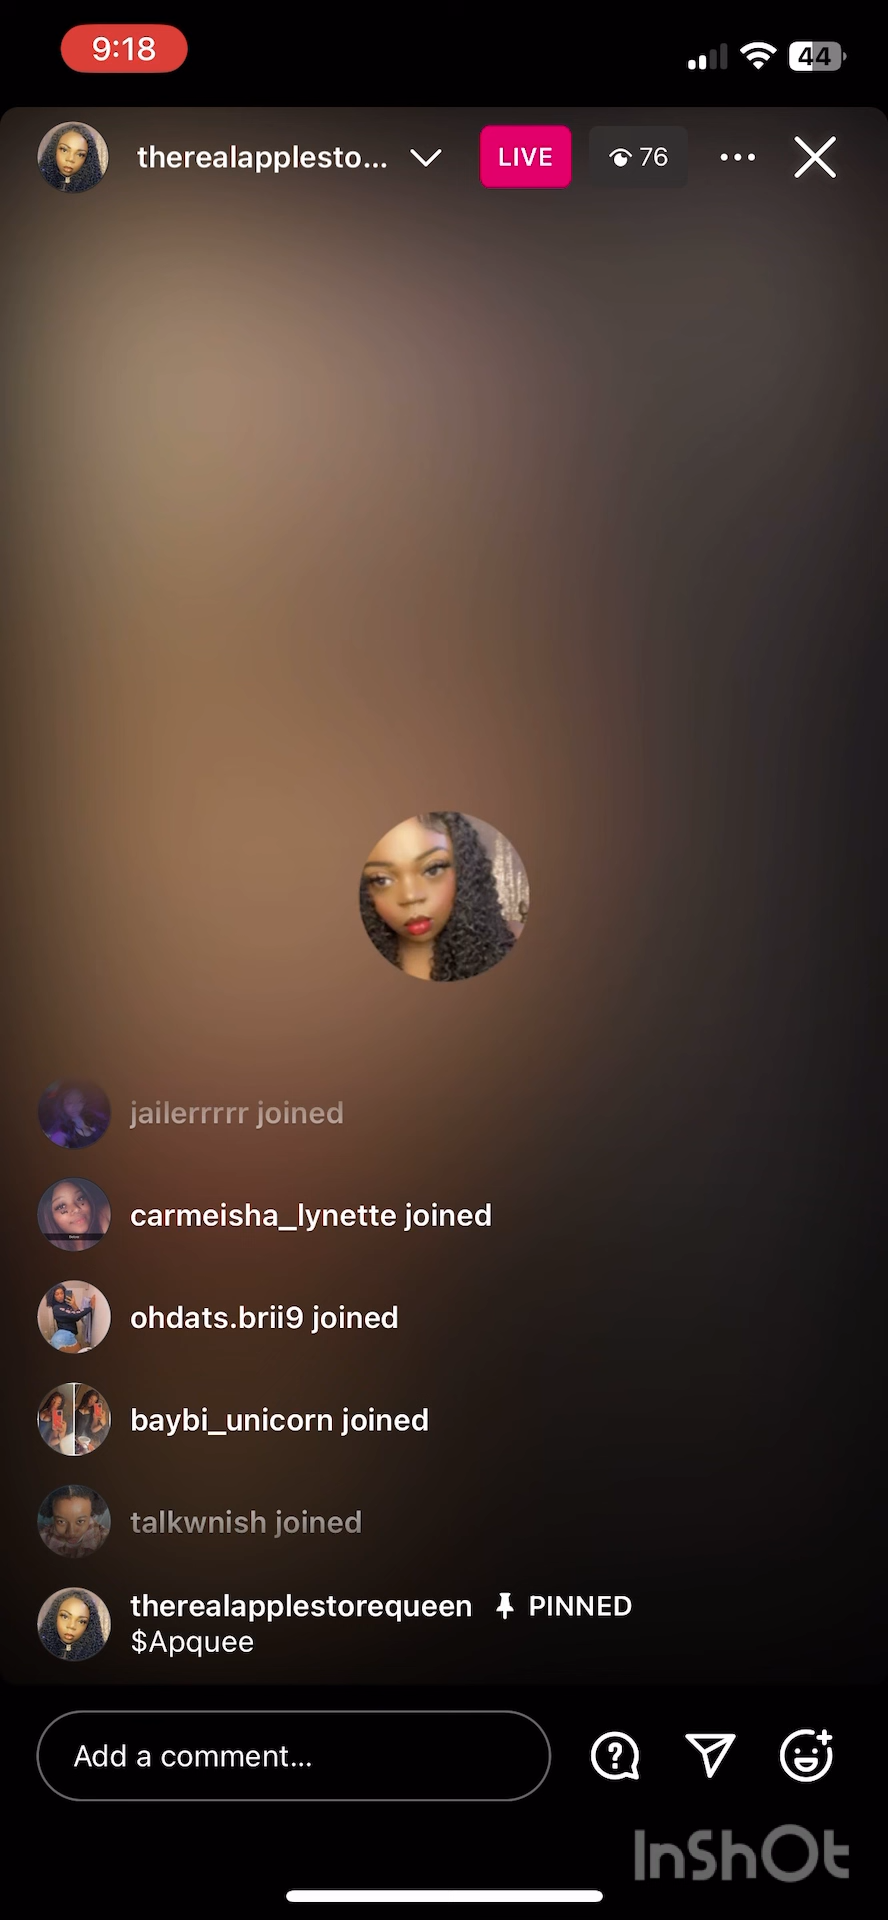 9:18
44
therealapplesto...
LIVE
76
jailerrrrr joined
carmeisha_lynette joined
ohdats.brii9 joined
baybi_unicorn joined
talkwnish joined
therealapplestorequeen PINNED
$Apquee
Add a comment...
InShOt